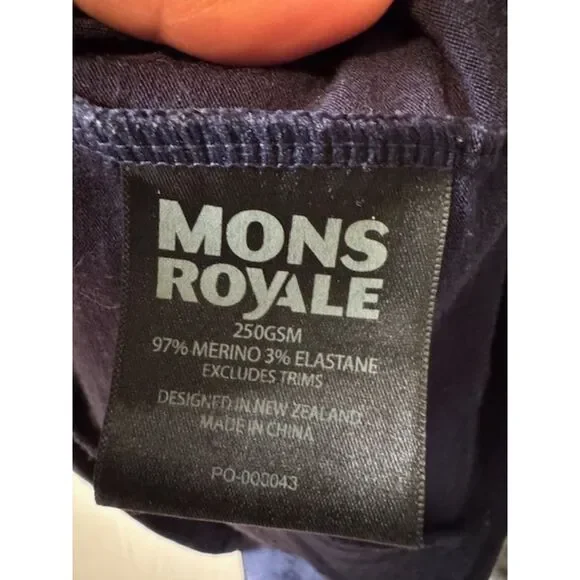 MONS
ROYALE
250GSM
97% MERINO 3% ELASTANE
EXCLUDES TRIMS
DESIGNED IN NEW ZEALAND
MADE IN CHINA
PO-000043